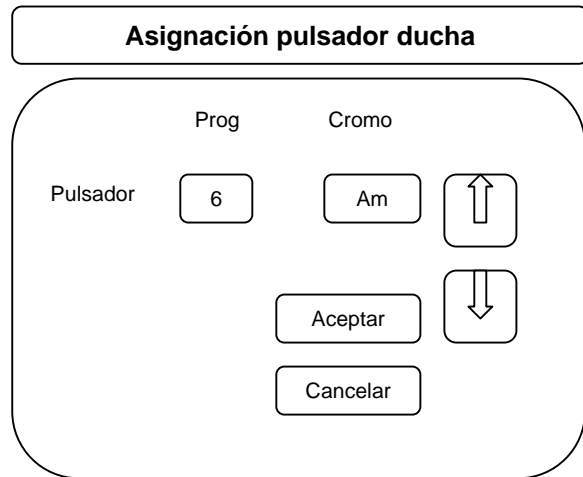 Asignación pulsador ducha
Prog Cromo
Pulsador 6 Am
Aceptar
Cancelar